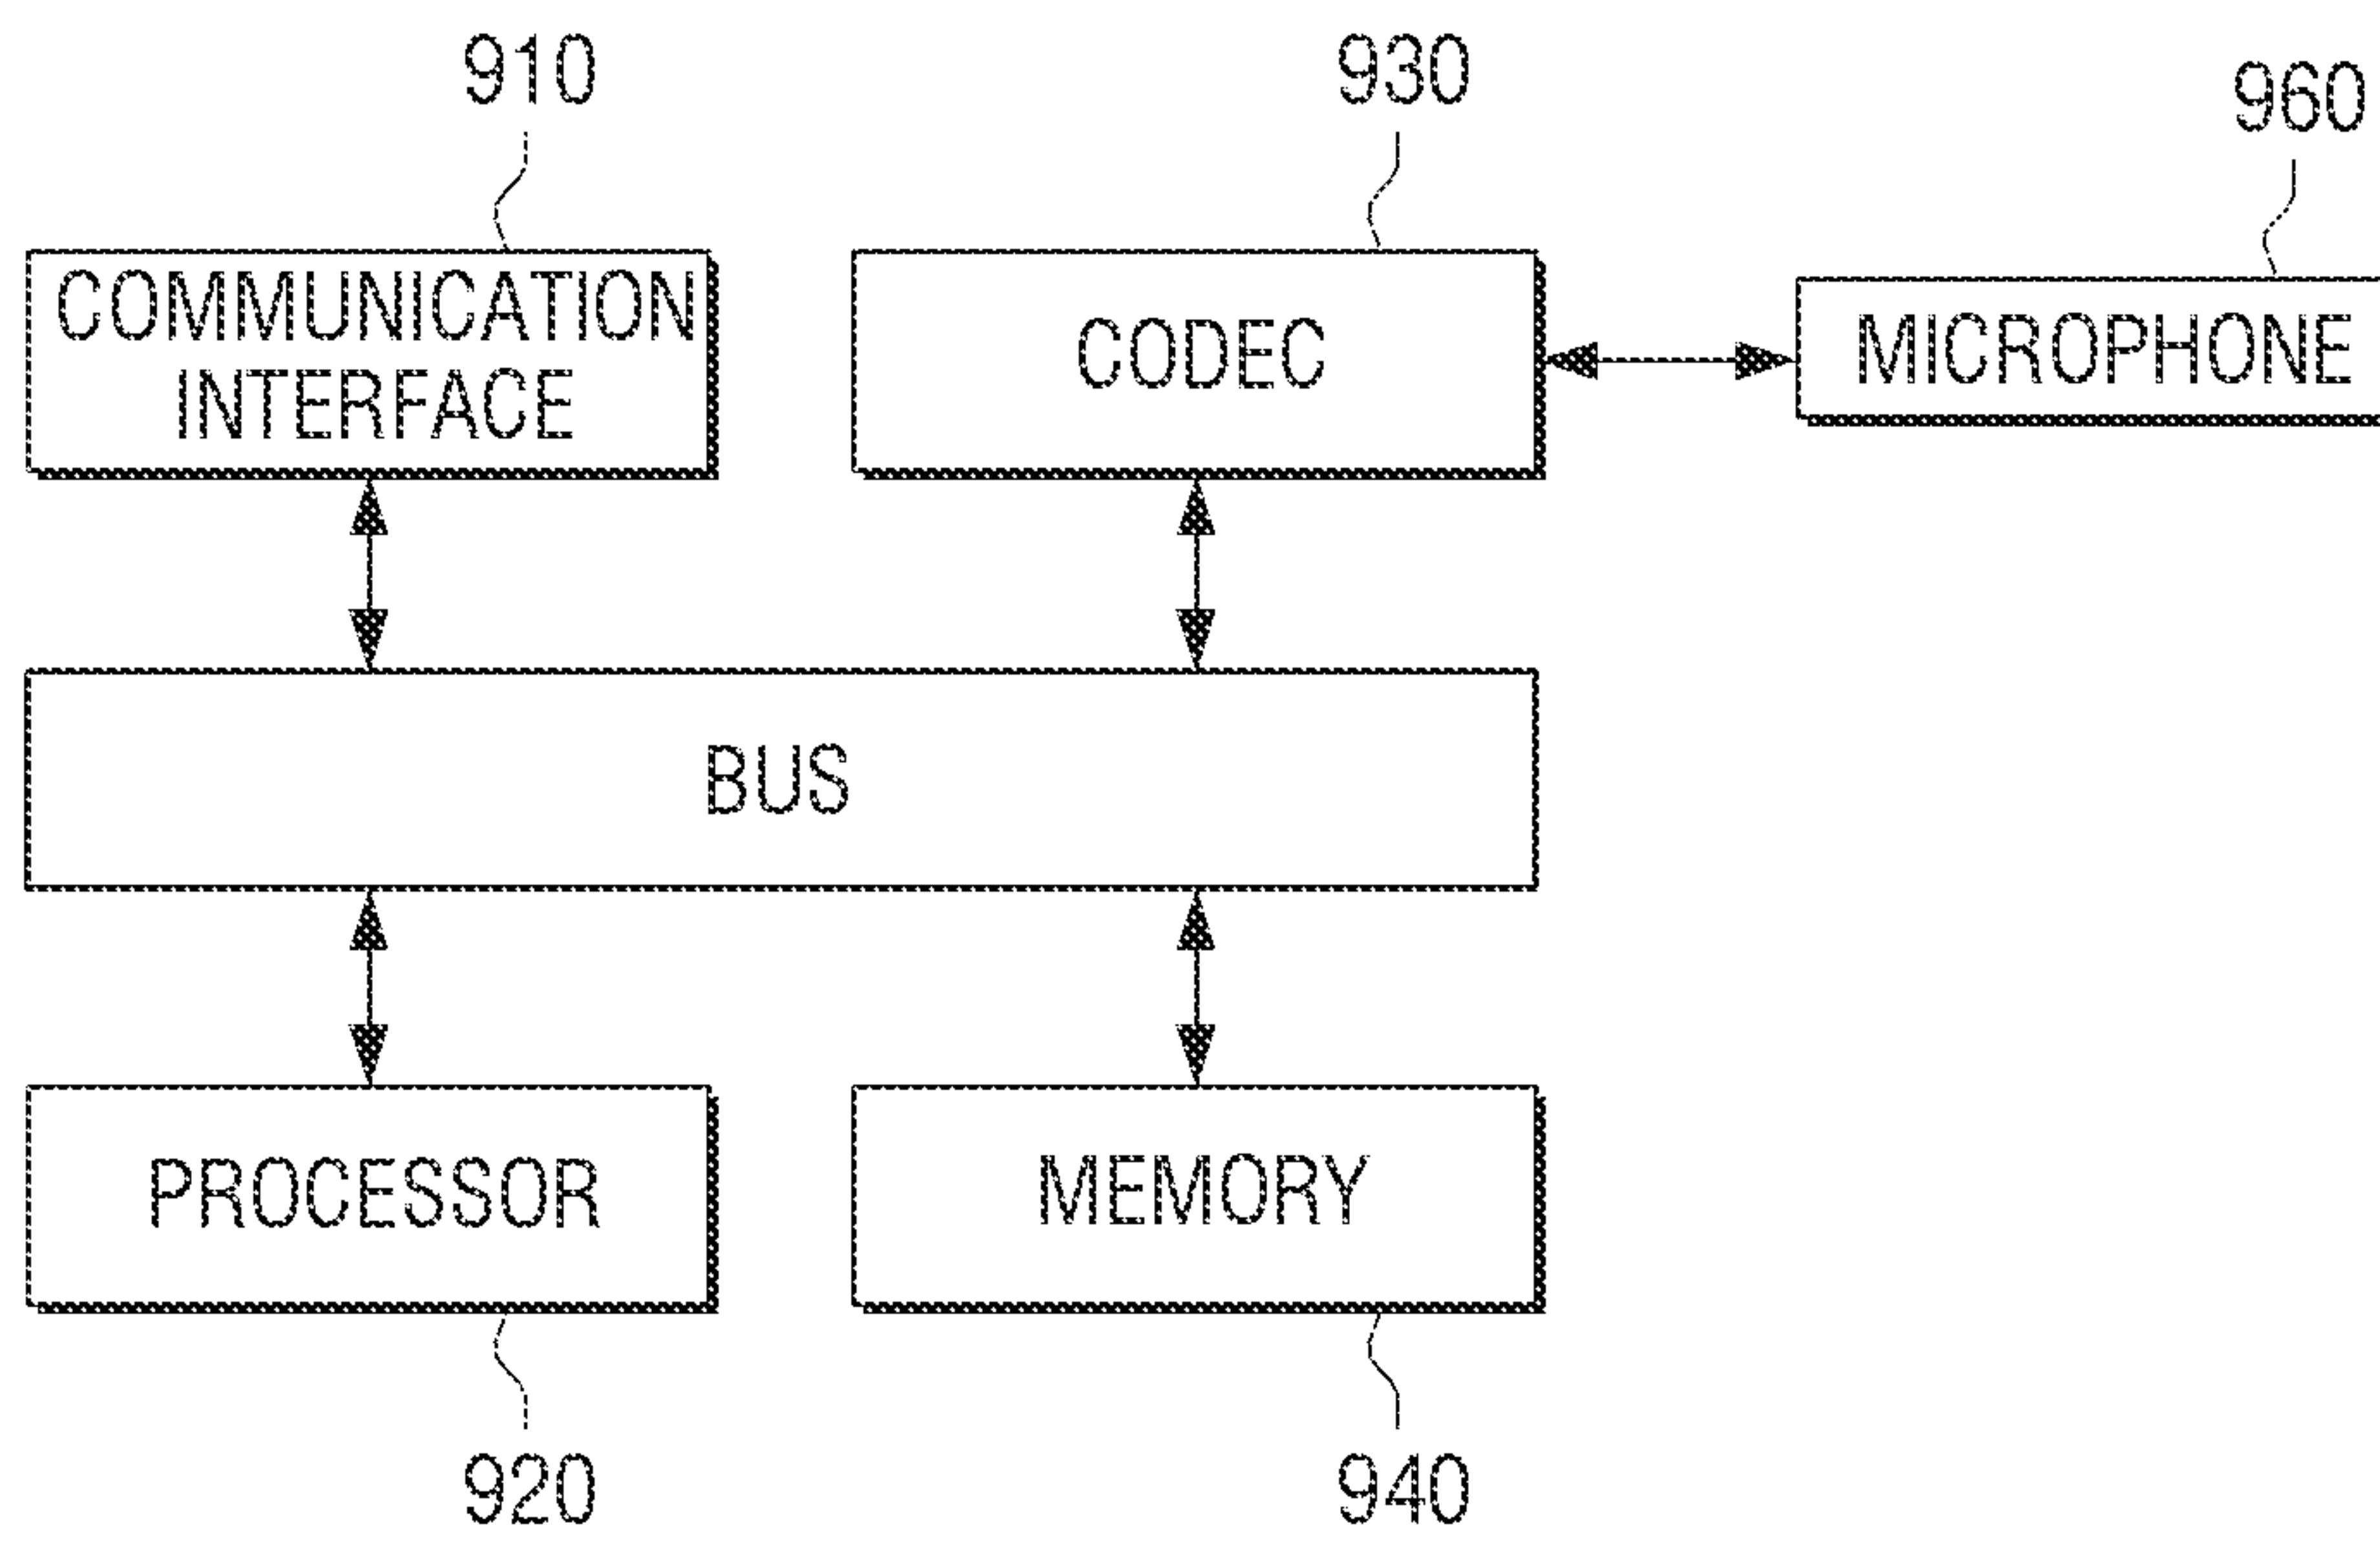 910
930
960
COMMUNICATION
INTERFACE
CODEC
MICROPHONE
BUS
PROCESSOR
MEMORY
920
940